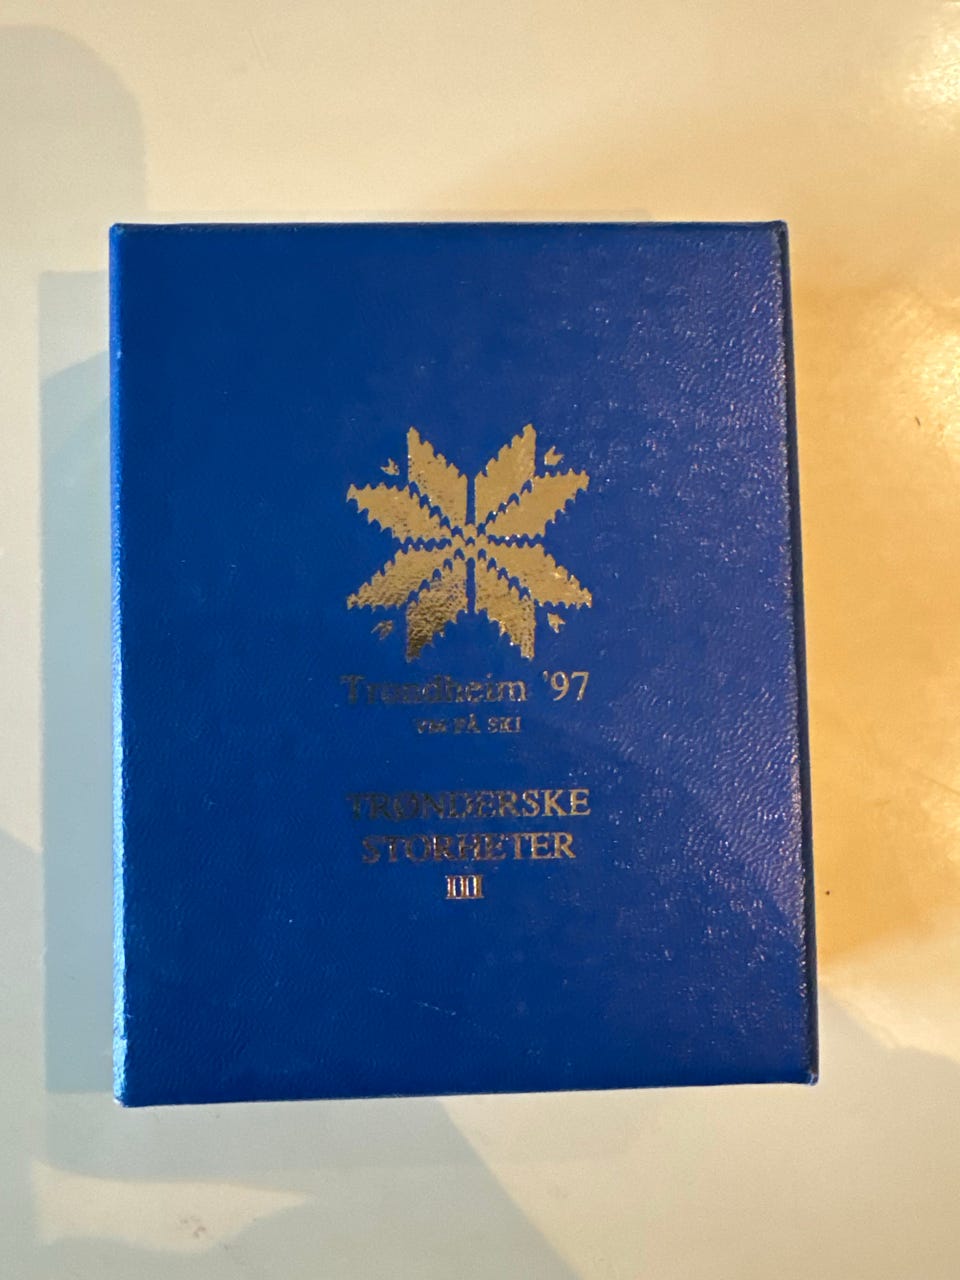 Trondheim '97
VM PÅ SKI
TRØNDERSKE
STORHETER
III